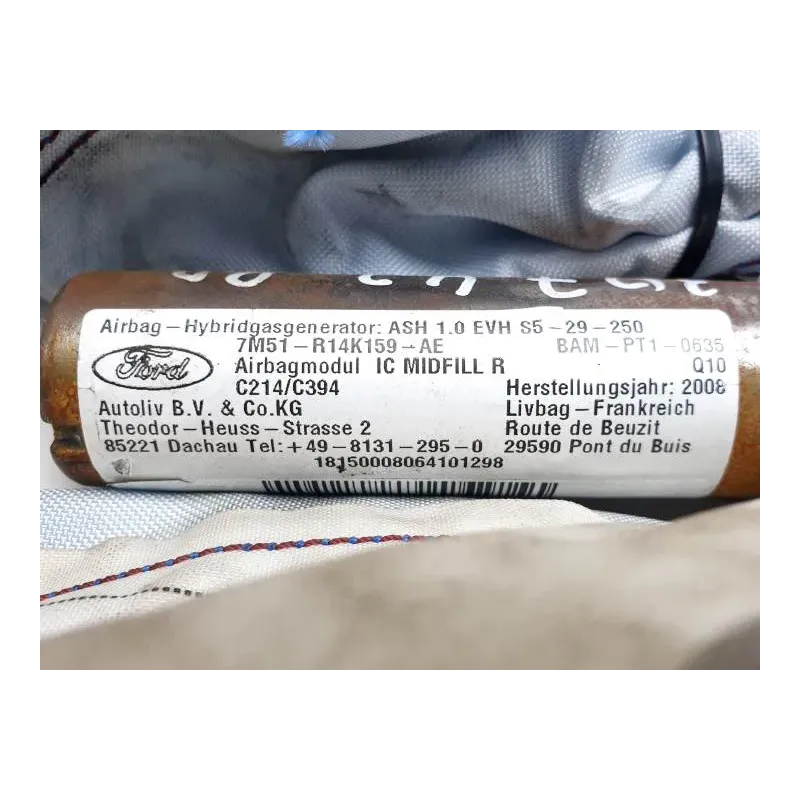 Airbag-Hybridgasgenerator: ASH 1.0 EVH S5-29-250
7M51-R14K159-AE BAM-PT1-0635
Ford
Airbagmodul IC MIDFILL R Q10
C214/C394 Herstellungsjahr: 2008
Autoliv B.V. & Co.KG Livbag-Frankreich
Theodor-Heuss-Strasse 2 Route de Beuzit
85221 Dachau Tel:+49-8131-295-0 29590 Pont du Buis
18150008064101298